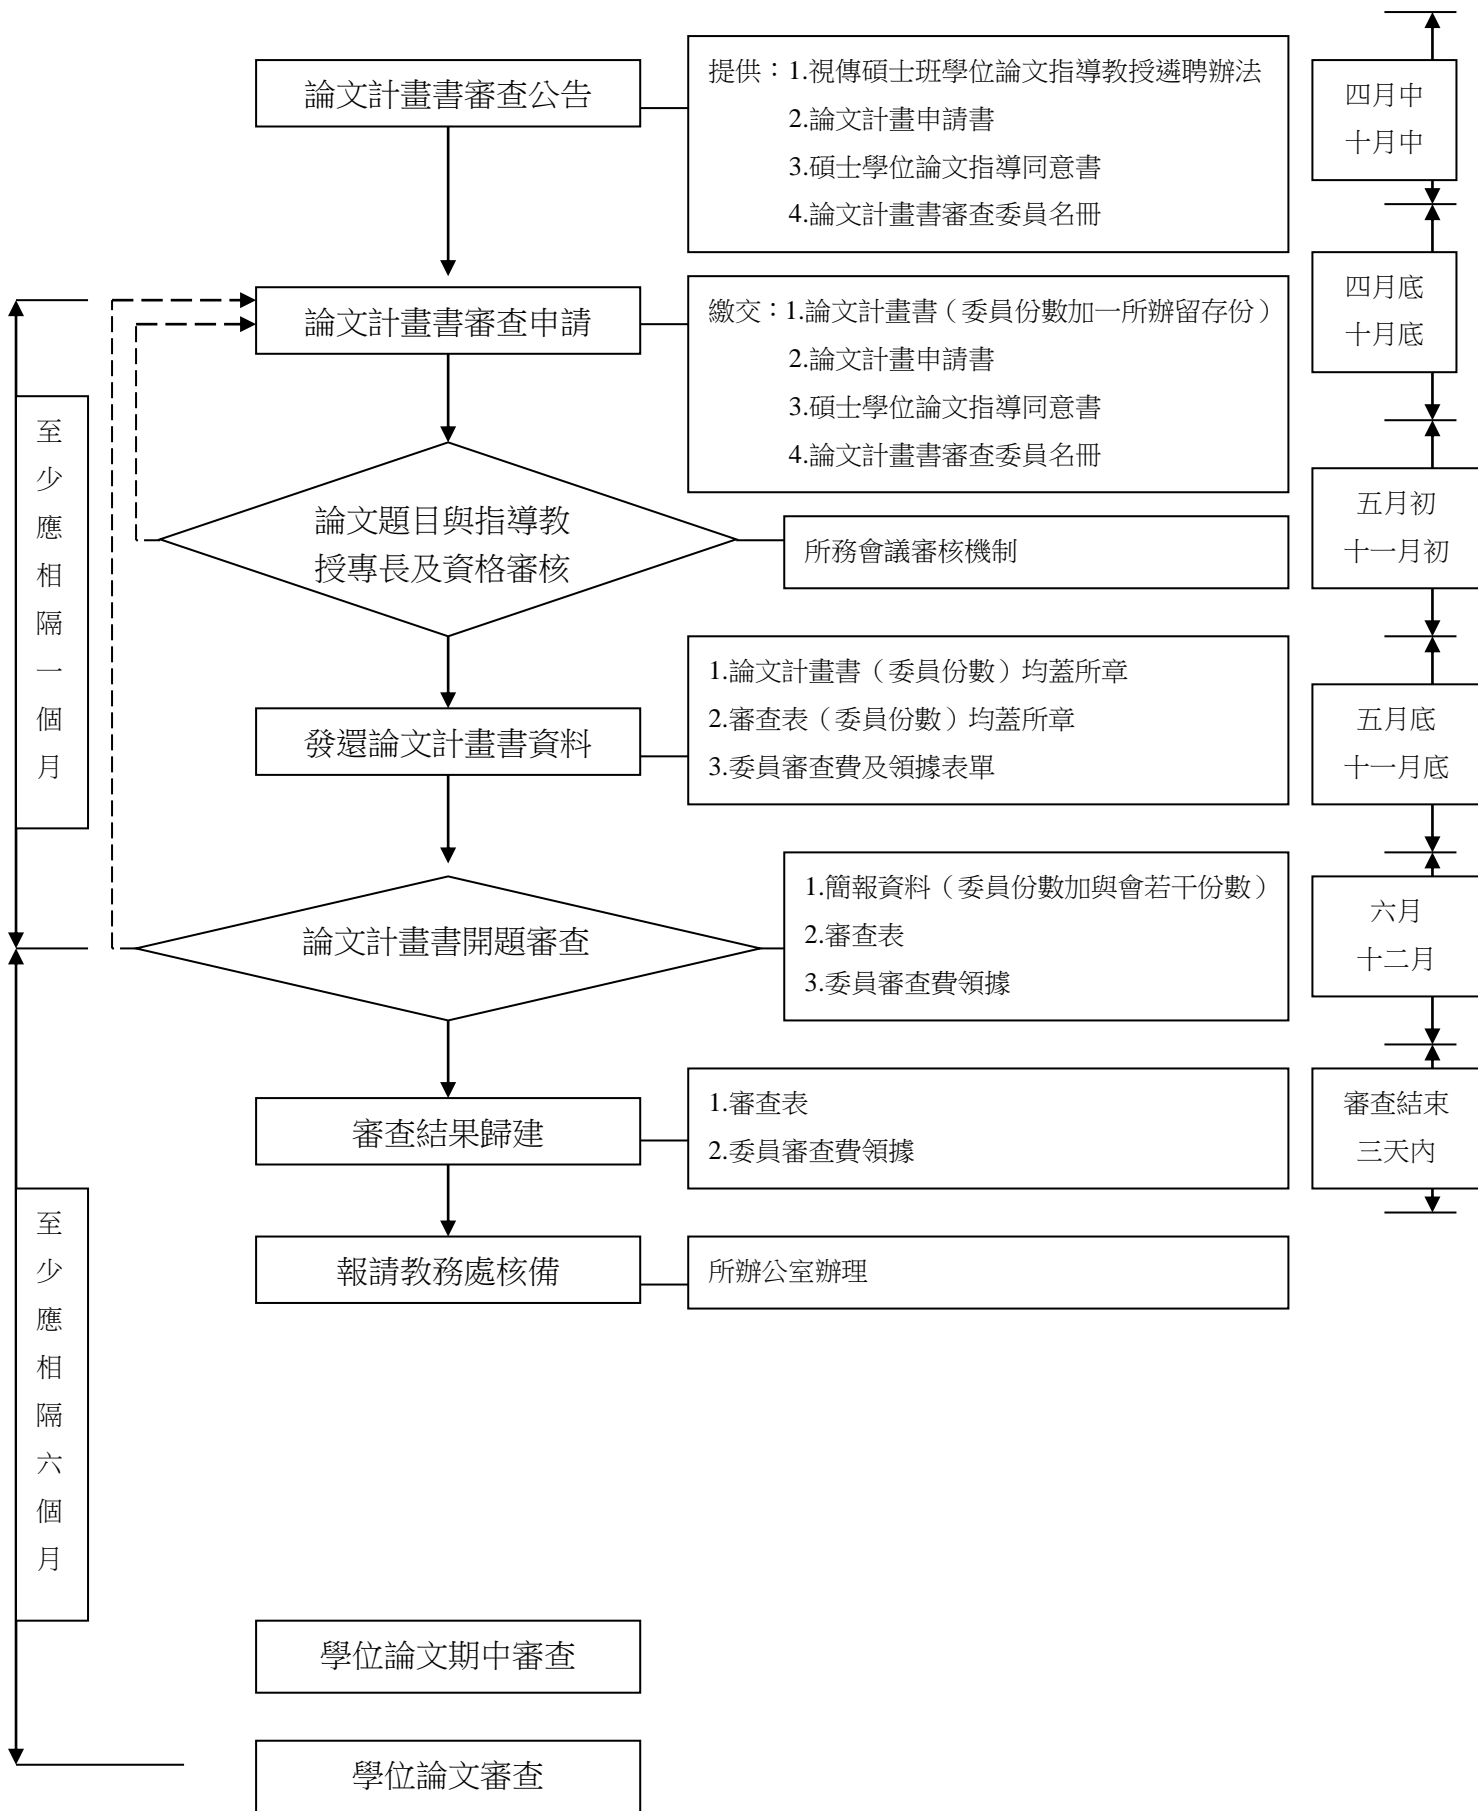 論文計畫書審查公告
提供：1.視傳碩士班學位論文指導教授遴聘辦法
2.論文計畫申請書
3.碩士學位論文指導同意書
4.論文計畫書審查委員名冊
四月中
十月中
論文計畫書審查申請
繳交：1.論文計畫書（委員份數加一所辦留存份）
2.論文計畫申請書
3.碩士學位論文指導同意書
4.論文計畫書審查委員名冊
四月底
十月底
至
少
應
相
隔
一
個
月
論文題目與指導教
授專長及資格審核
所務會議審核機制
五月初
十一月初
發還論文計畫書資料
1.論文計畫書（委員份數）均蓋所章
2.審查表（委員份數）均蓋所章
3.委員審查費及領據表單
五月底
十一月底
論文計畫書開題審查
1.簡報資料（委員份數加與會若干份數）
2.審查表
3.委員審查費領據
六月
十二月
審查結果歸建
1.審查表
2.委員審查費領據
審查結束
三天內
至
少
應
相
隔
六
個
月
報請教務處核備
所辦公室辦理
學位論文期中審查
學位論文審查